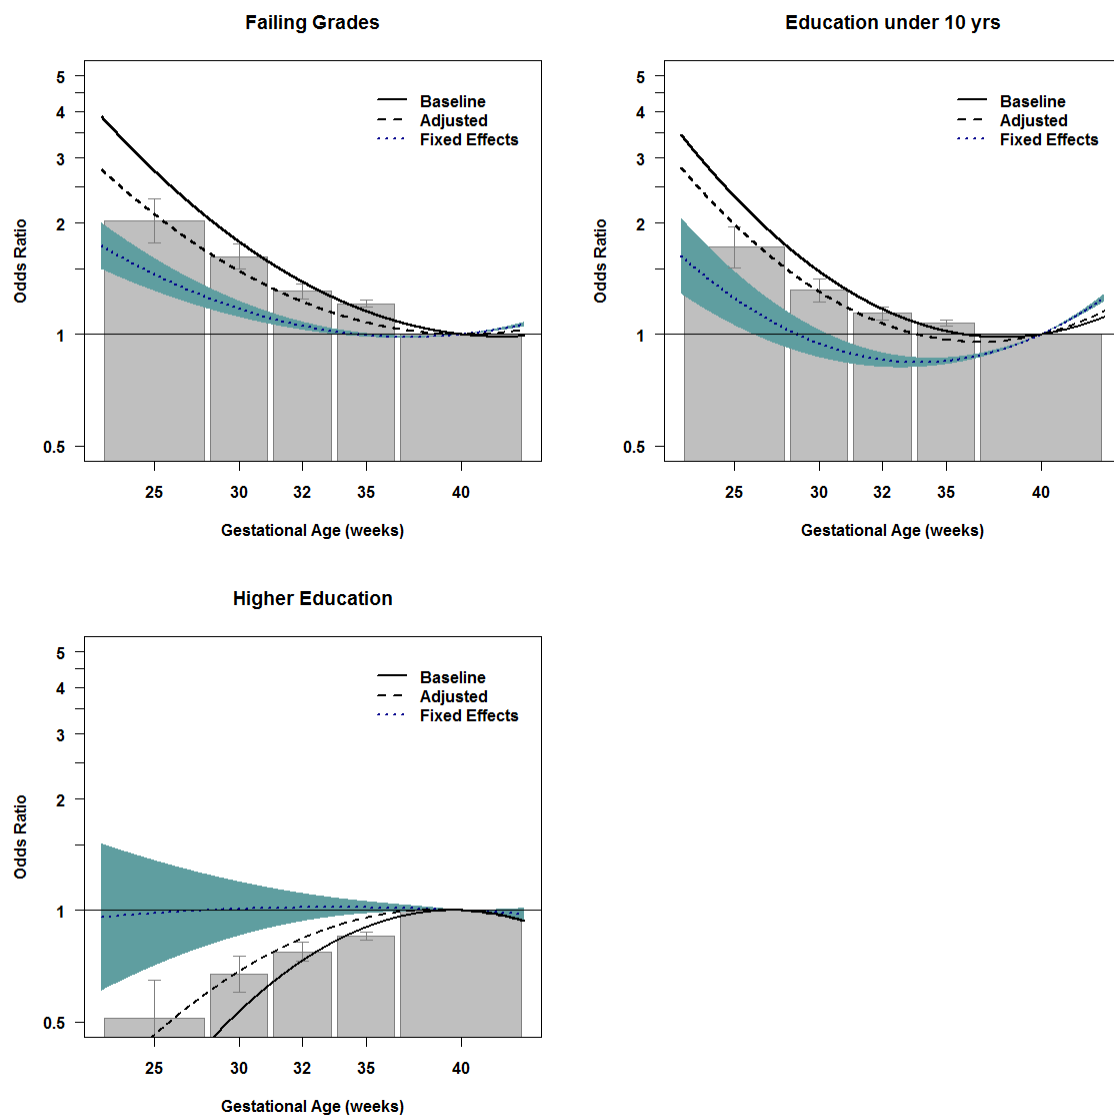 Failing Grades
5
4
3
2
1
0.5
Odds Ratio
Baseline
Adjusted
Fixed Effects
25 30 32 35 40
Gestational Age (weeks)
Education under 10 yrs
5
4
3
2
1
0.5
Odds Ratio
Baseline
Adjusted
Fixed Effects
25 30 32 35 40
Gestational Age (weeks)
Higher Education
5
4
3
2
1
0.5
Odds Ratio
Baseline
Adjusted
Fixed Effects
25 30 32 35 40
Gestational Age (weeks)